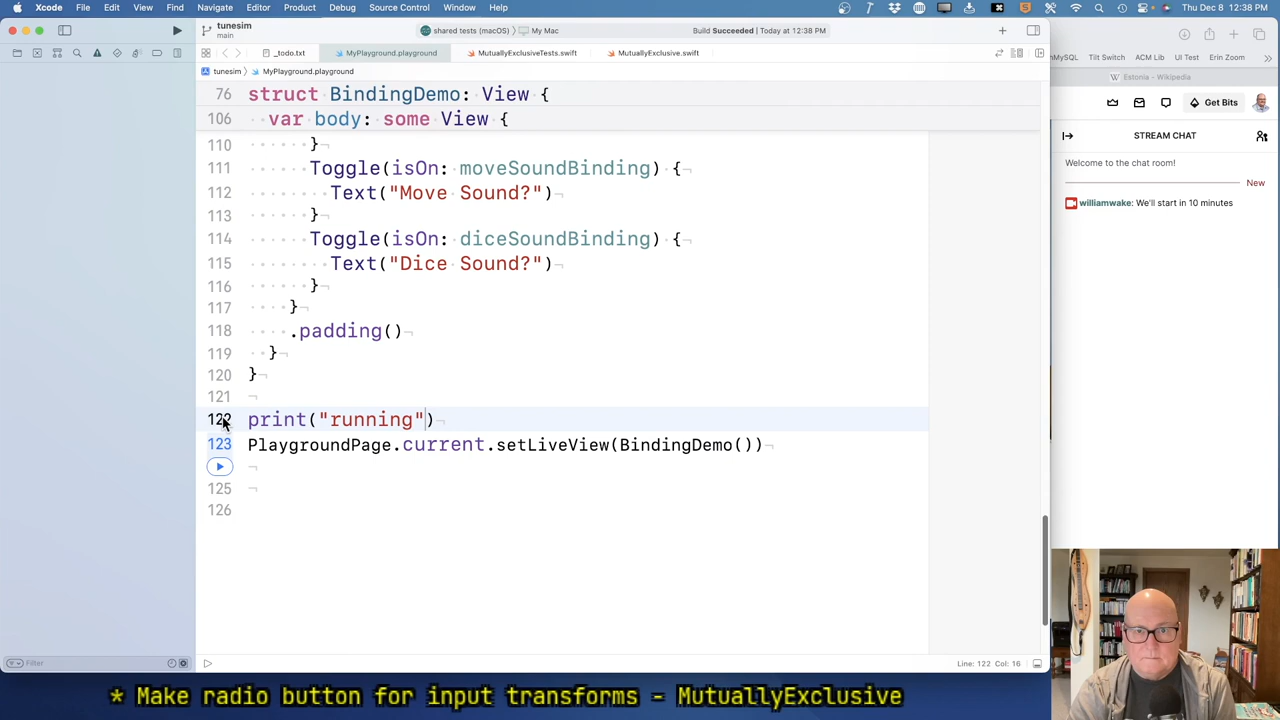 Xcode File Edit View Find Navigate Editor Product Debug Source Control Window Help 12:38 PM
tunesim
main
shared tests (macOS) 〉 My Mac
Build Succeeded | Today at 12:38 PM
_todo.txt MyPlayground.playground MutuallyExclusiveTests.swift MutuallyExclusive.swift
tunesim 〉 MyPlayground.playground
76 struct BindingDemo: View {
106 var body: some View {
110 }
111 Toggle(isOn: moveSoundBinding) {
112 Text("Move Sound?")
113 }
114 Toggle(isOn: diceSoundBinding) {
115 Text("Dice Sound?")
116 }
117 }
118 .padding()
119 }
120 }
121
122 print("running")
123 PlaygroundPage.current.setLiveView(BindingDemo())
125
126
Filter
Line: 122 Col: 16
mMySQL Tilt Switch ACM Lib UI Test Erin Zoom
Estonia - Wikipedia
Get Bits
STREAM CHAT
Welcome to the chat room!
New
williamwake: We'll start in 10 minutes
* Make radio button for input transforms - MutuallyExclusive